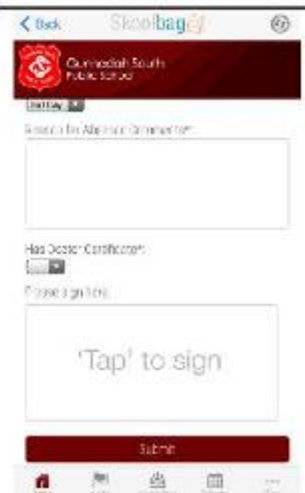 Back
Skoolbag
Gunnedah South
Public School
Reason for Absence Comments*:
Has Doctor Certificate*:
Please sign here:
'Tap' to sign
Submit